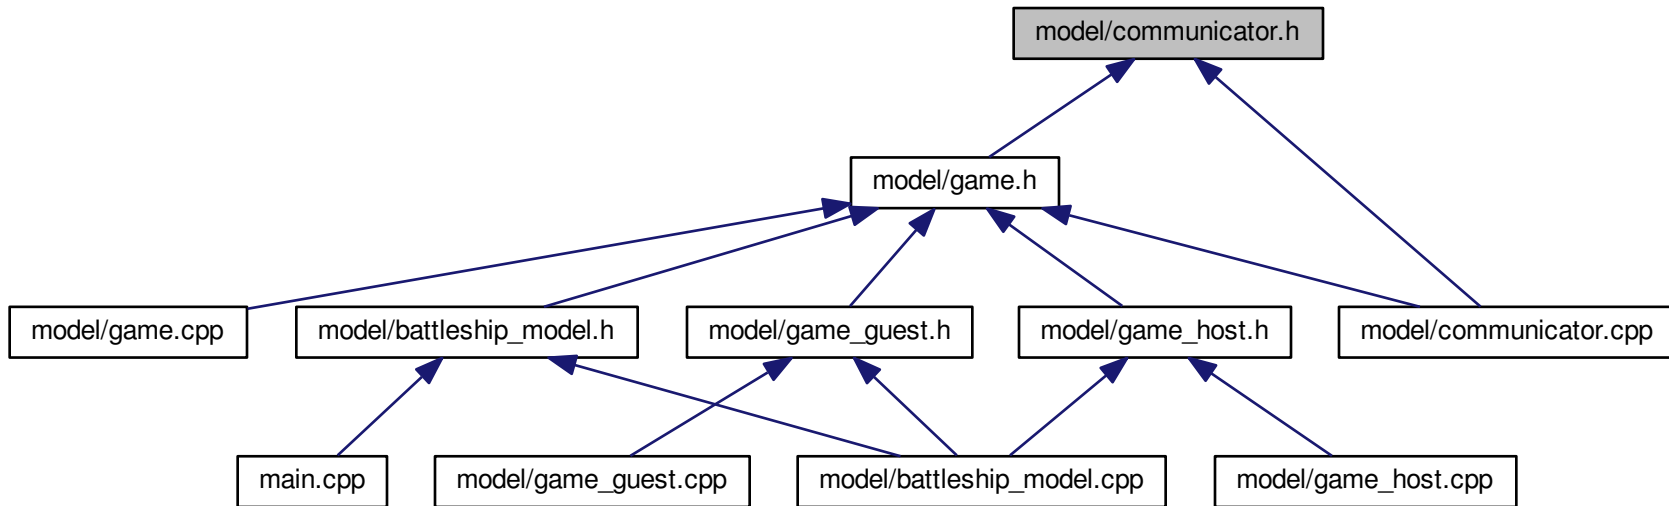 model/communicator.h
model/game.h
model/game.cpp
model/battleship_model.h
model/game_guest.h
model/game_host.h
model/communicator.cpp
main.cpp
model/game_guest.cpp
model/battleship_model.cpp
model/game_host.cpp